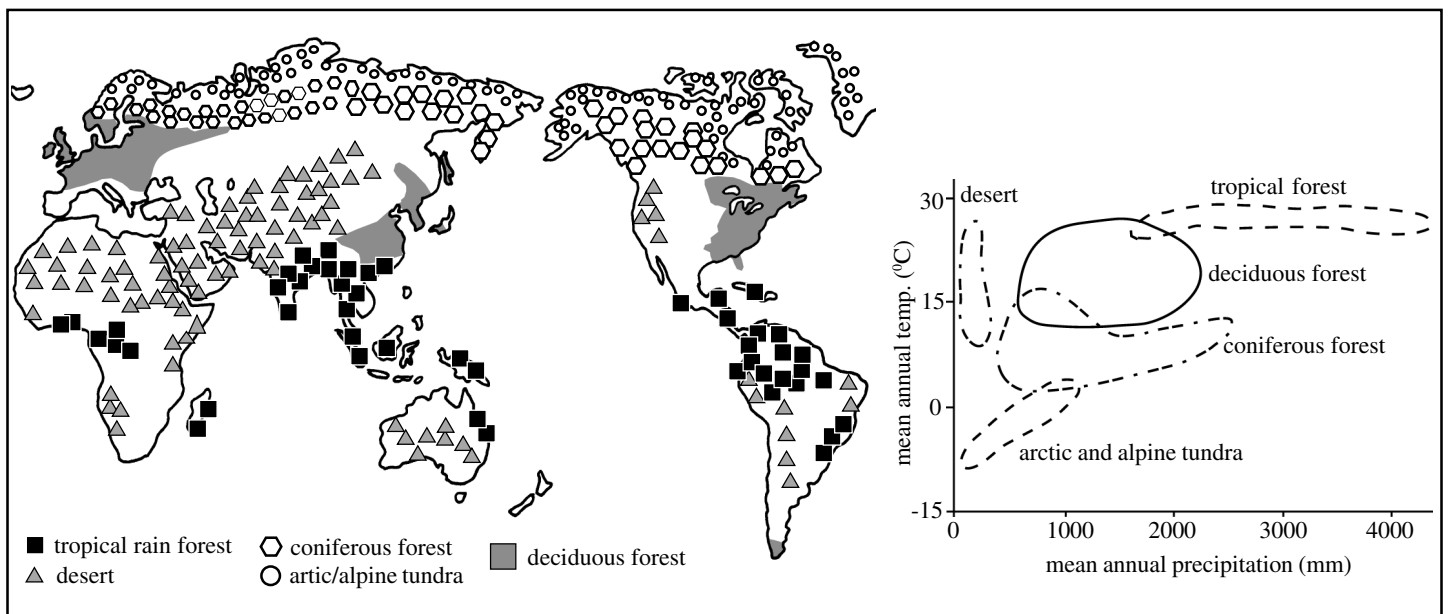 tropical rain forest
desert
coniferous forest
artic/alpine tundra
deciduous forest
mean annual temp. (⁰C)
30
15
0
-15
desert
tropical forest
deciduous forest
coniferous forest
arctic and alpine tundra
0
1000
2000
3000
4000
mean annual precipitation (mm)